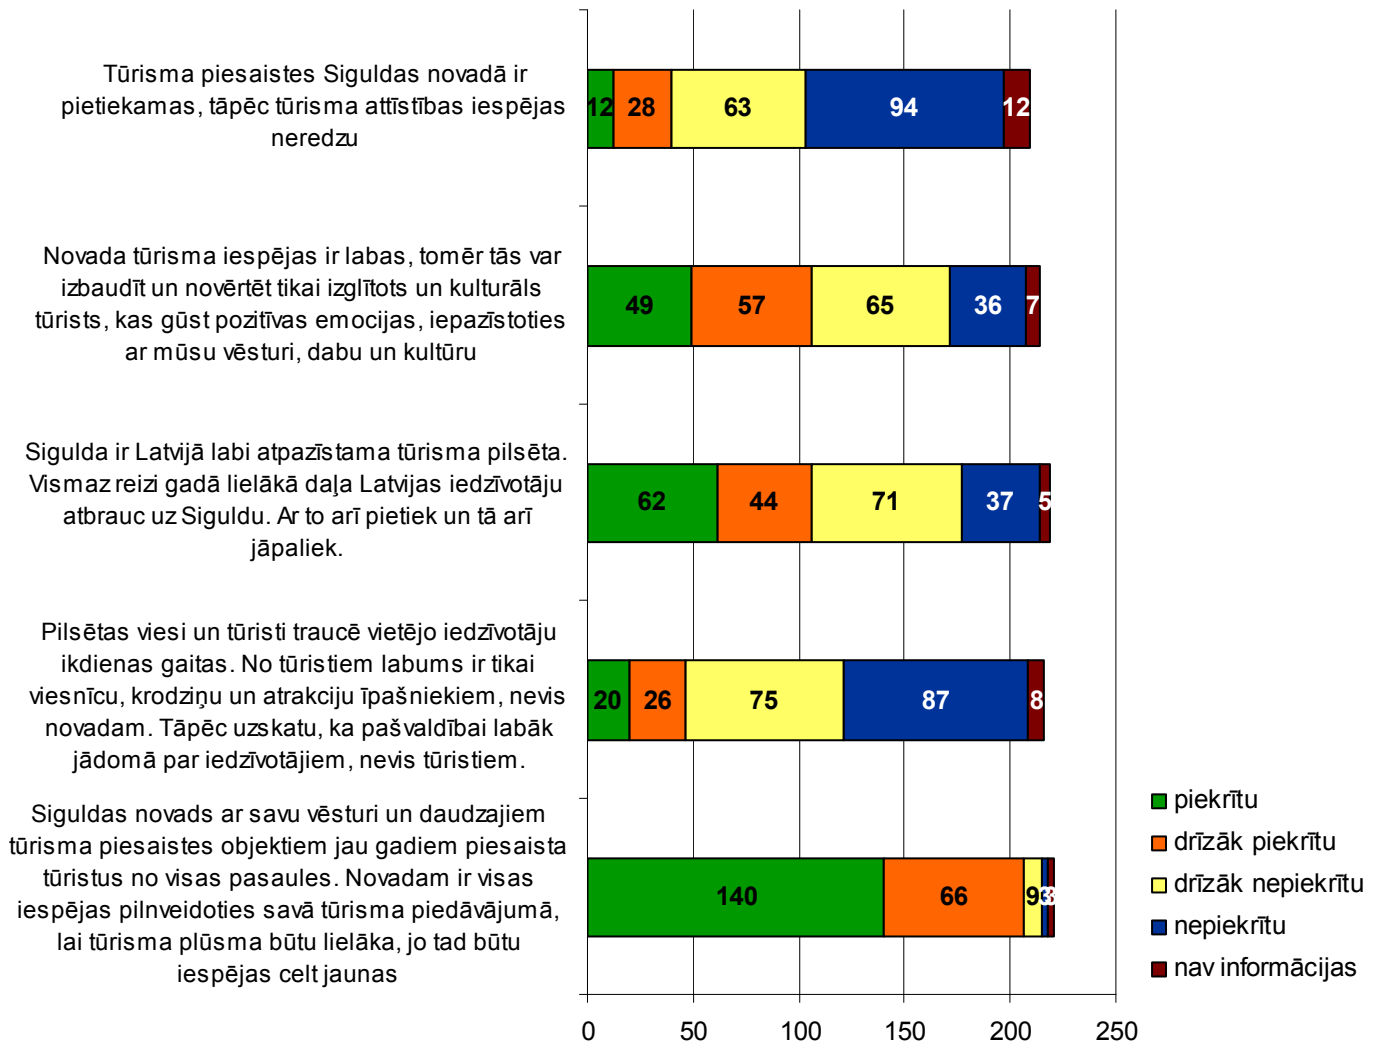 Tūrisma piesaistes Siguldas novadā ir
pietiekamas, tāpēc tūrisma attīstības iespējas
neredzu
12 28 63 94 12
Novada tūrisma iespējas ir labas, tomēr tās var
izbaudīt un novērtēt tikai izglītots un kulturāls
tūrists, kas gūst pozitīvas emocijas, iepazīstoties
ar mūsu vēsturi, dabu un kultūru
49 57 65 36 7
Sigulda ir Latvijā labi atpazīstama tūrisma pilsēta.
Vismaz reizi gadā lielākā daļa Latvijas iedzīvotāju
atbrauc uz Siguldu. Ar to arī pietiek un tā arī
jāpaliek.
62 44 71 37 5
Pilsētas viesi un tūristi traucē vietējo iedzīvotāju
ikdienas gaitas. No tūristiem labums ir tikai
viesnīcu, krodziņu un atrakciju īpašniekiem, nevis
novadam. Tāpēc uzskatu, ka pašvaldībai labāk
jādomā par iedzīvotājiem, nevis tūristiem.
20 26 75 87 8
Siguldas novads ar savu vēsturi un daudzajiem
tūrisma piesaistes objektiem jau gadiem piesaista
tūristus no visas pasaules. Novadam ir visas
iespējas pilnveidoties savā tūrisma piedāvājumā,
lai tūrisma plūsma būtu lielāka, jo tad būtu
iespējas celt jaunas
140 66 9 3 3
piekrītu
drīzāk piekrītu
drīzāk nepiekrītu
nepiekrītu
nav informācijas
0 50 100 150 200 250